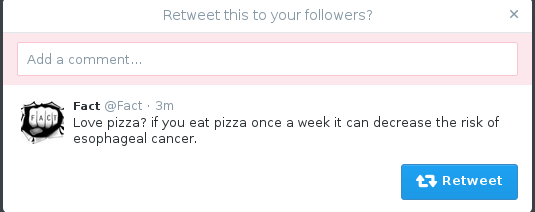 Retweet this to your followers?
×
Add a comment...
FACT
Fact @Fact · 3m
Love pizza? if you eat pizza once a week it can decrease the risk of
esophageal cancer.
Retweet